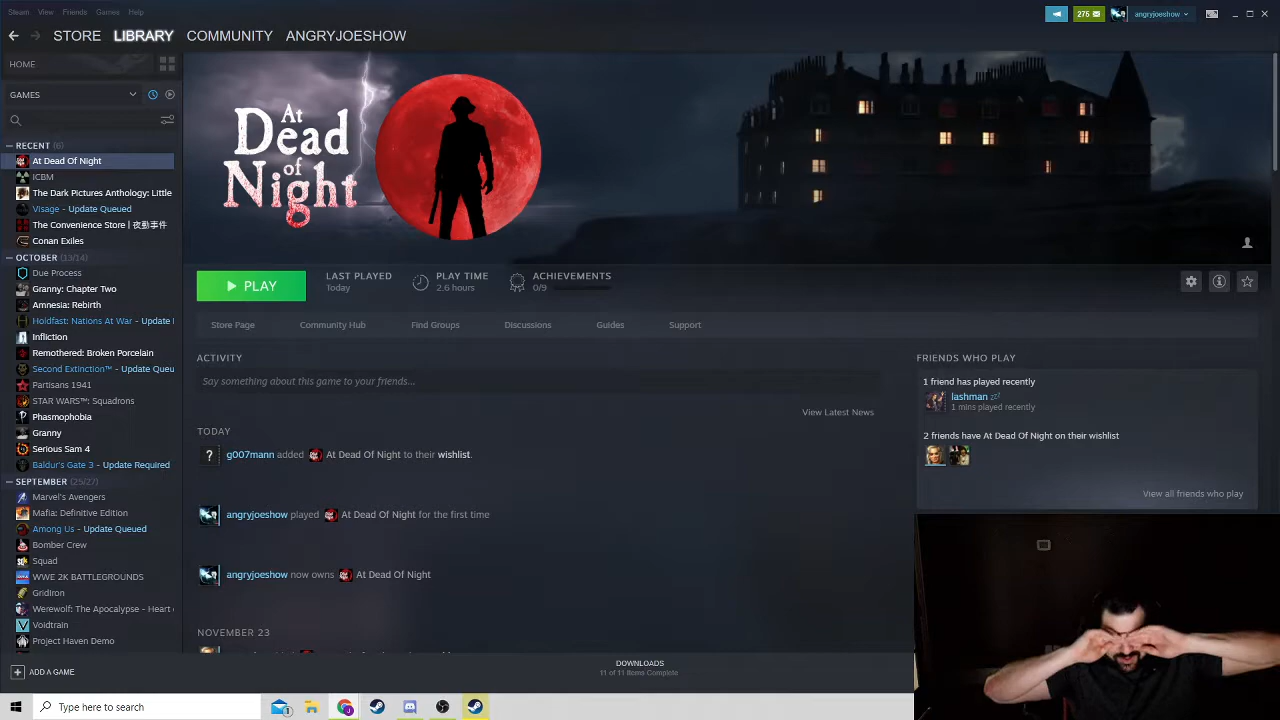 Steam View Friends Games Help
275 angryjoeshow
STORE LIBRARY COMMUNITY ANGRYJOESHOW
HOME
GAMES
RECENT (6)
At Dead Of Night
ICBM
The Dark Pictures Anthology: Little
Visage - Update Queued
The Convenience Store | 夜勤事件
Conan Exiles
OCTOBER (13/14)
Due Process
Granny: Chapter Two
Amnesia: Rebirth
Holdfast: Nations At War - Update
Infliction
Remothered: Broken Porcelain
Second Extinction™ - Update Queu
Partisans 1941
STAR WARS™: Squadrons
Phasmophobia
Granny
Serious Sam 4
Baldur's Gate 3 - Update Required
SEPTEMBER (25/27)
Marvel's Avengers
Mafia: Definitive Edition
Among Us - Update Queued
Bomber Crew
Squad
WWE 2K BATTLEGROUNDS
Gridiron
Werewolf: The Apocalypse - Heart
Voidtrain
Project Haven Demo
ADD A GAME
At
Dead
of
Night
PLAY
LAST PLAYED
Today
PLAY TIME
2.6 hours
ACHIEVEMENTS
0/9
Store Page Community Hub Find Groups Discussions Guides Support
ACTIVITY
Say something about this game to your friends...
View Latest News
TODAY
? g007mann added At Dead Of Night to their wishlist.
angryjoeshow played At Dead Of Night for the first time
angryjoeshow now owns At Dead Of Night
NOVEMBER 23
FRIENDS WHO PLAY
1 friend has played recently
lashman zzz
1 mins played recently
2 friends have At Dead Of Night on their wishlist
View all friends who play
DOWNLOADS
11 of 11 Items Complete
Type here to search